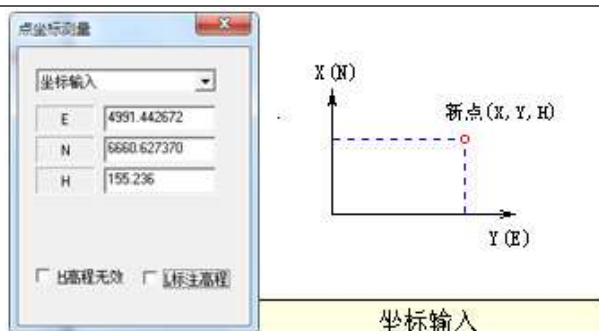 点坐标测量
坐标输入
E 4991.442672
N 6660.627370
H 155.236
H高程无效 L标注高程
X(N)
新点(X,Y,H)
Y(E)
坐标输入